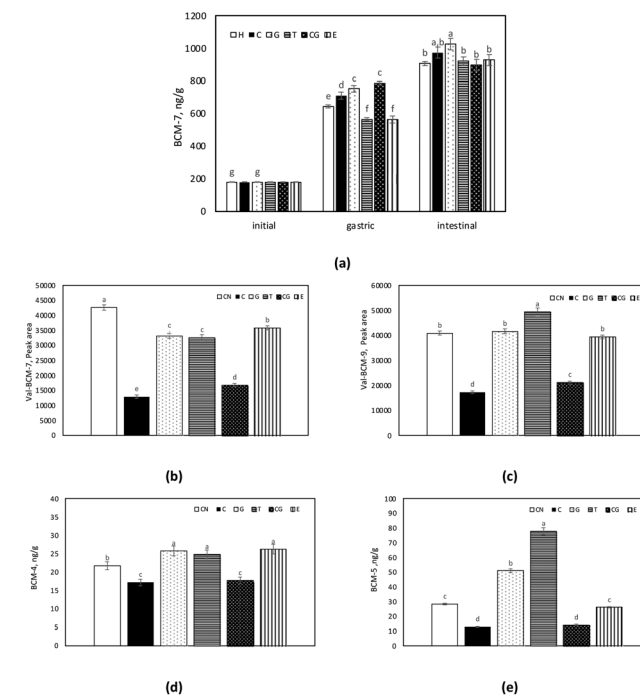 1200
1000
800
600
400
200
0
BCM-7, ng/g
H C G T CG E
g g
e d c f c f
b a,b a b b b
initial gastric intestinal
(a)
50000
45000
40000
35000
30000
25000
20000
15000
10000
5000
0
Val-BCM-7, Peak area
CN C G T CG E
a e c c d b
(b)
60000
50000
40000
30000
20000
10000
0
Val-BCM-9, Peak area
CN C G T CG E
b d b a c b
(c)
40
35
30
25
20
15
10
5
0
BCM-4, ng/g
CN C G T CG E
b c a a c a
(d)
100
90
80
70
60
50
40
30
20
10
0
BCM-5 ,ng/g
CN C G T CG E
c d b a d c
(e)